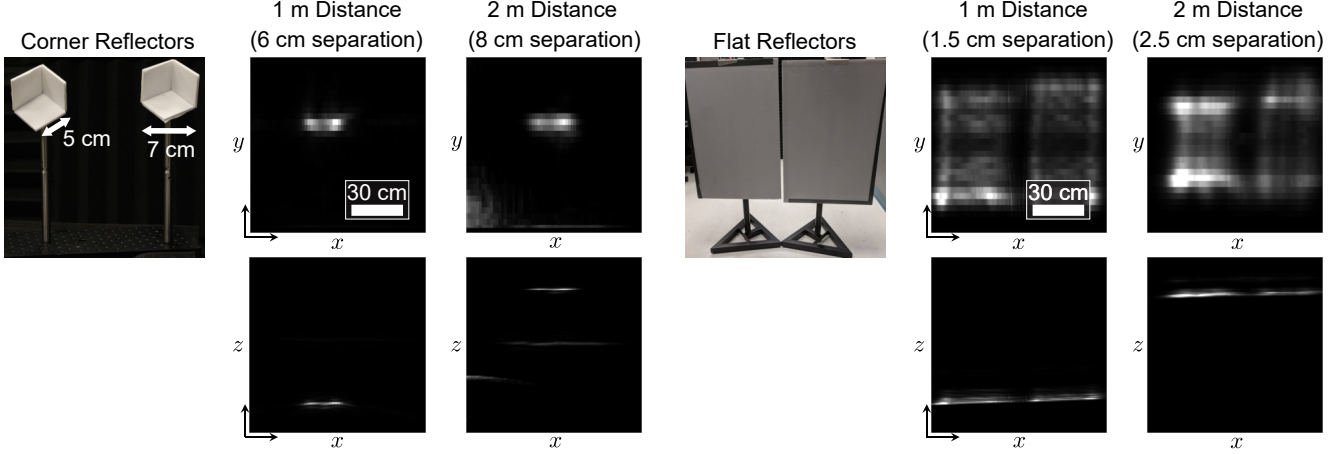 Corner Reflectors
5 cm
7 cm
1 m Distance
(6 cm separation)
y
30 cm
x
2 m Distance
(8 cm separation)
y
x
z
x
z
x
Flat Reflectors
1 m Distance
(1.5 cm separation)
y
30 cm
x
2 m Distance
(2.5 cm separation)
y
x
z
x
z
x